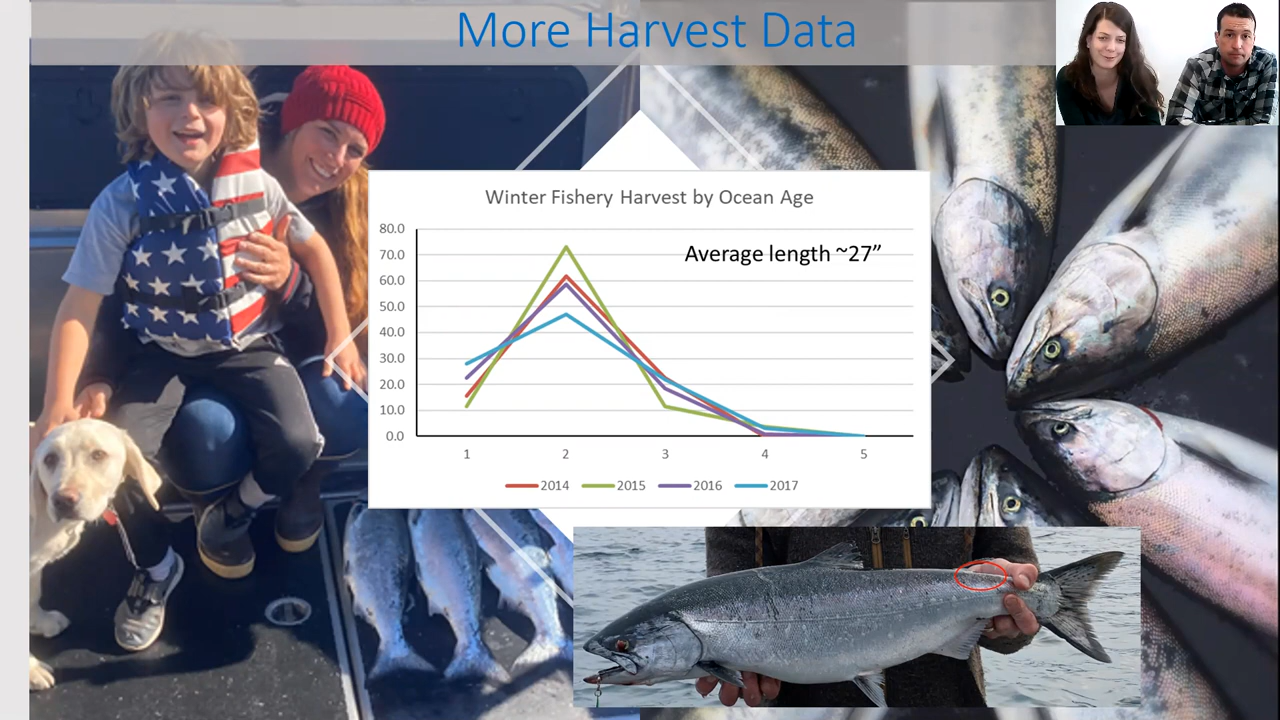 More Harvest Data
Winter Fishery Harvest by Ocean Age
Average length ~27”
80.0
70.0
60.0
50.0
40.0
30.0
20.0
10.0
0.0
1 2 3 4 5
2014 2015 2016 2017